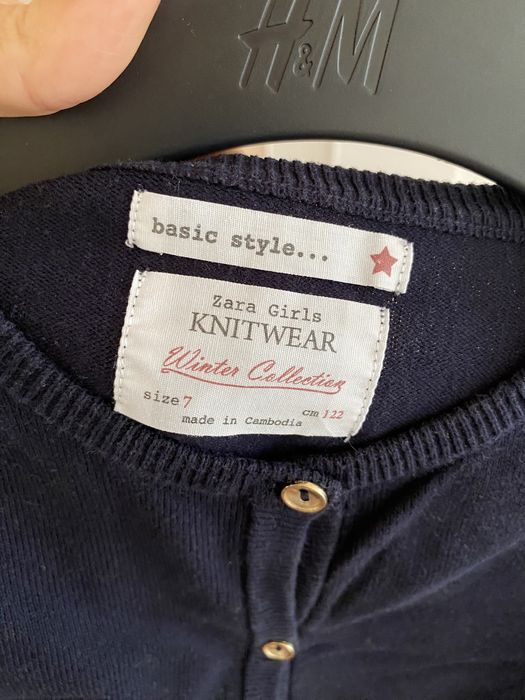 H&M
basic style...
Zara Girls
KNITWEAR
Winter Collection
size 7
cm 122
made in Cambodia